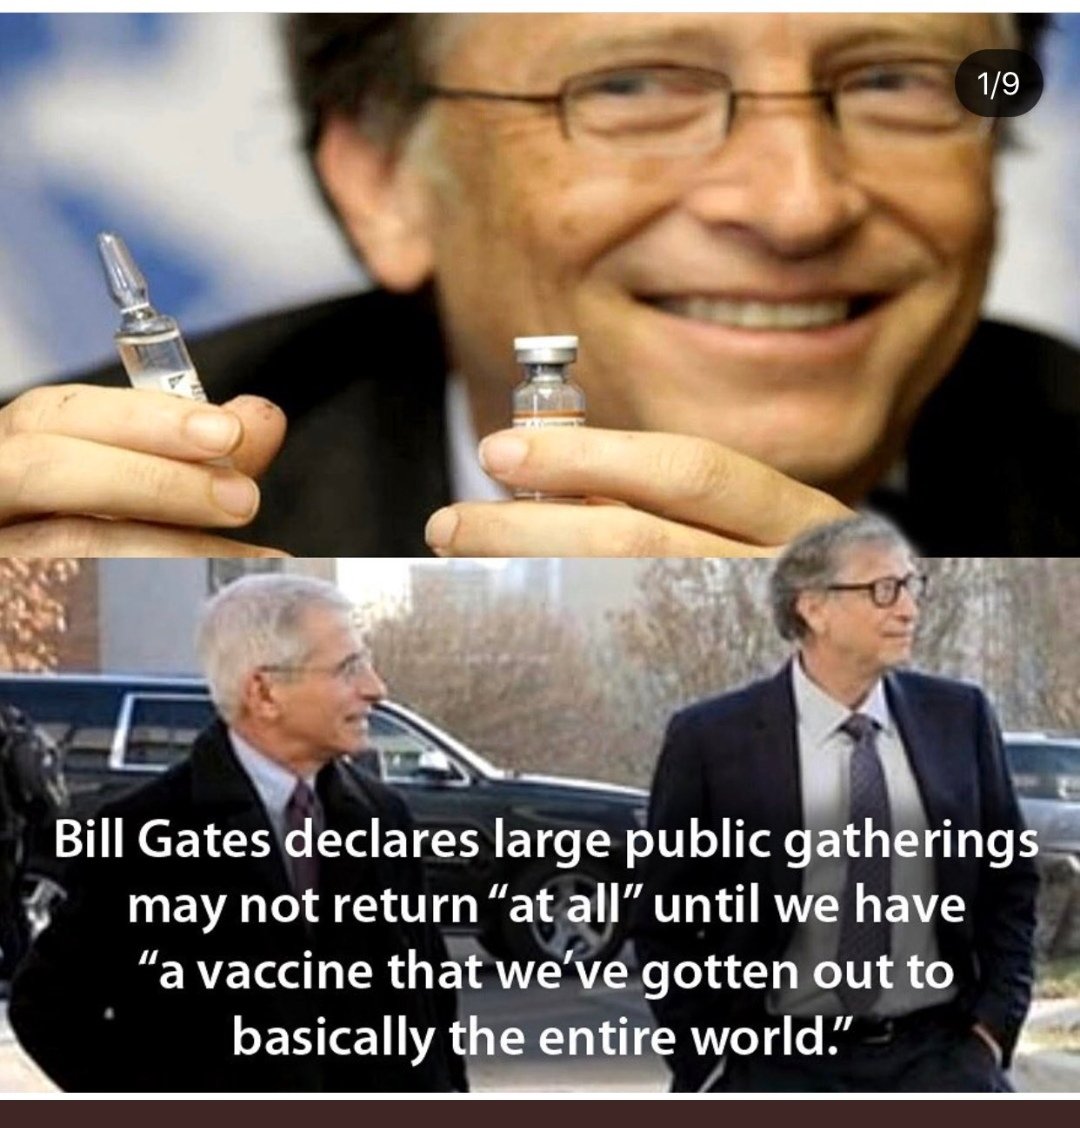 1/9
Bill Gates declares large public gatherings
may not return “at all” until we have
“a vaccine that we’ve gotten out to
basically the entire world.”